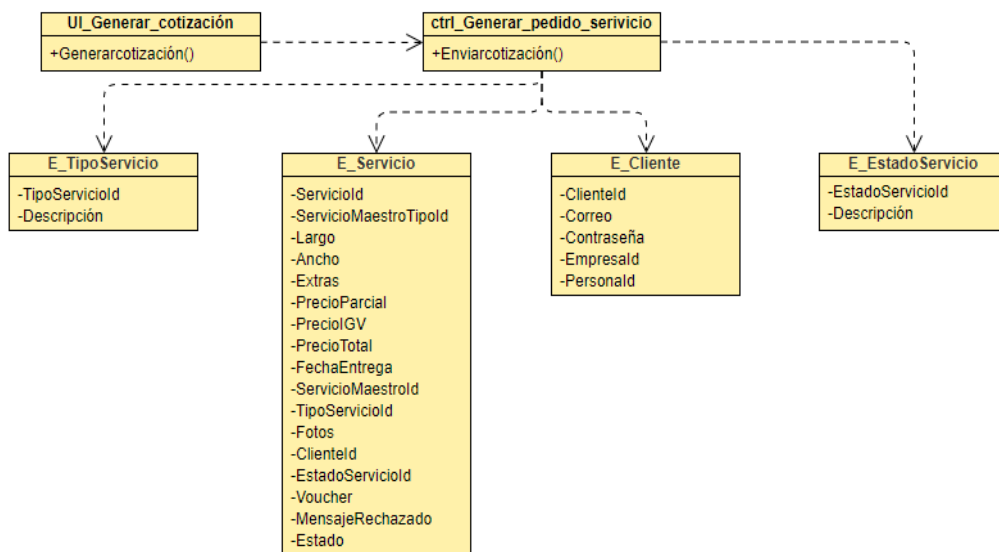 UI_Generar_cotización
+Generarcotización()
ctrl_Generar_pedido_serivicio
+Enviarcotización()
E_TipoServicio
-TipoServicioId
-Descripción
E_Servicio
-ServicioId
-ServicioMaestroTipoId
-Largo
-Ancho
-Extras
-PrecioParcial
-PrecioIGV
-PrecioTotal
-FechaEntrega
-ServicioMaestroId
-TipoServicioId
-Fotos
-ClienteId
-EstadoServicioId
-Voucher
-MensajeRechazado
-Estado
E_Cliente
-ClienteId
-Correo
-Contraseña
-EmpresaId
-PersonaId
E_EstadoServicio
-EstadoServicioId
-Descripción